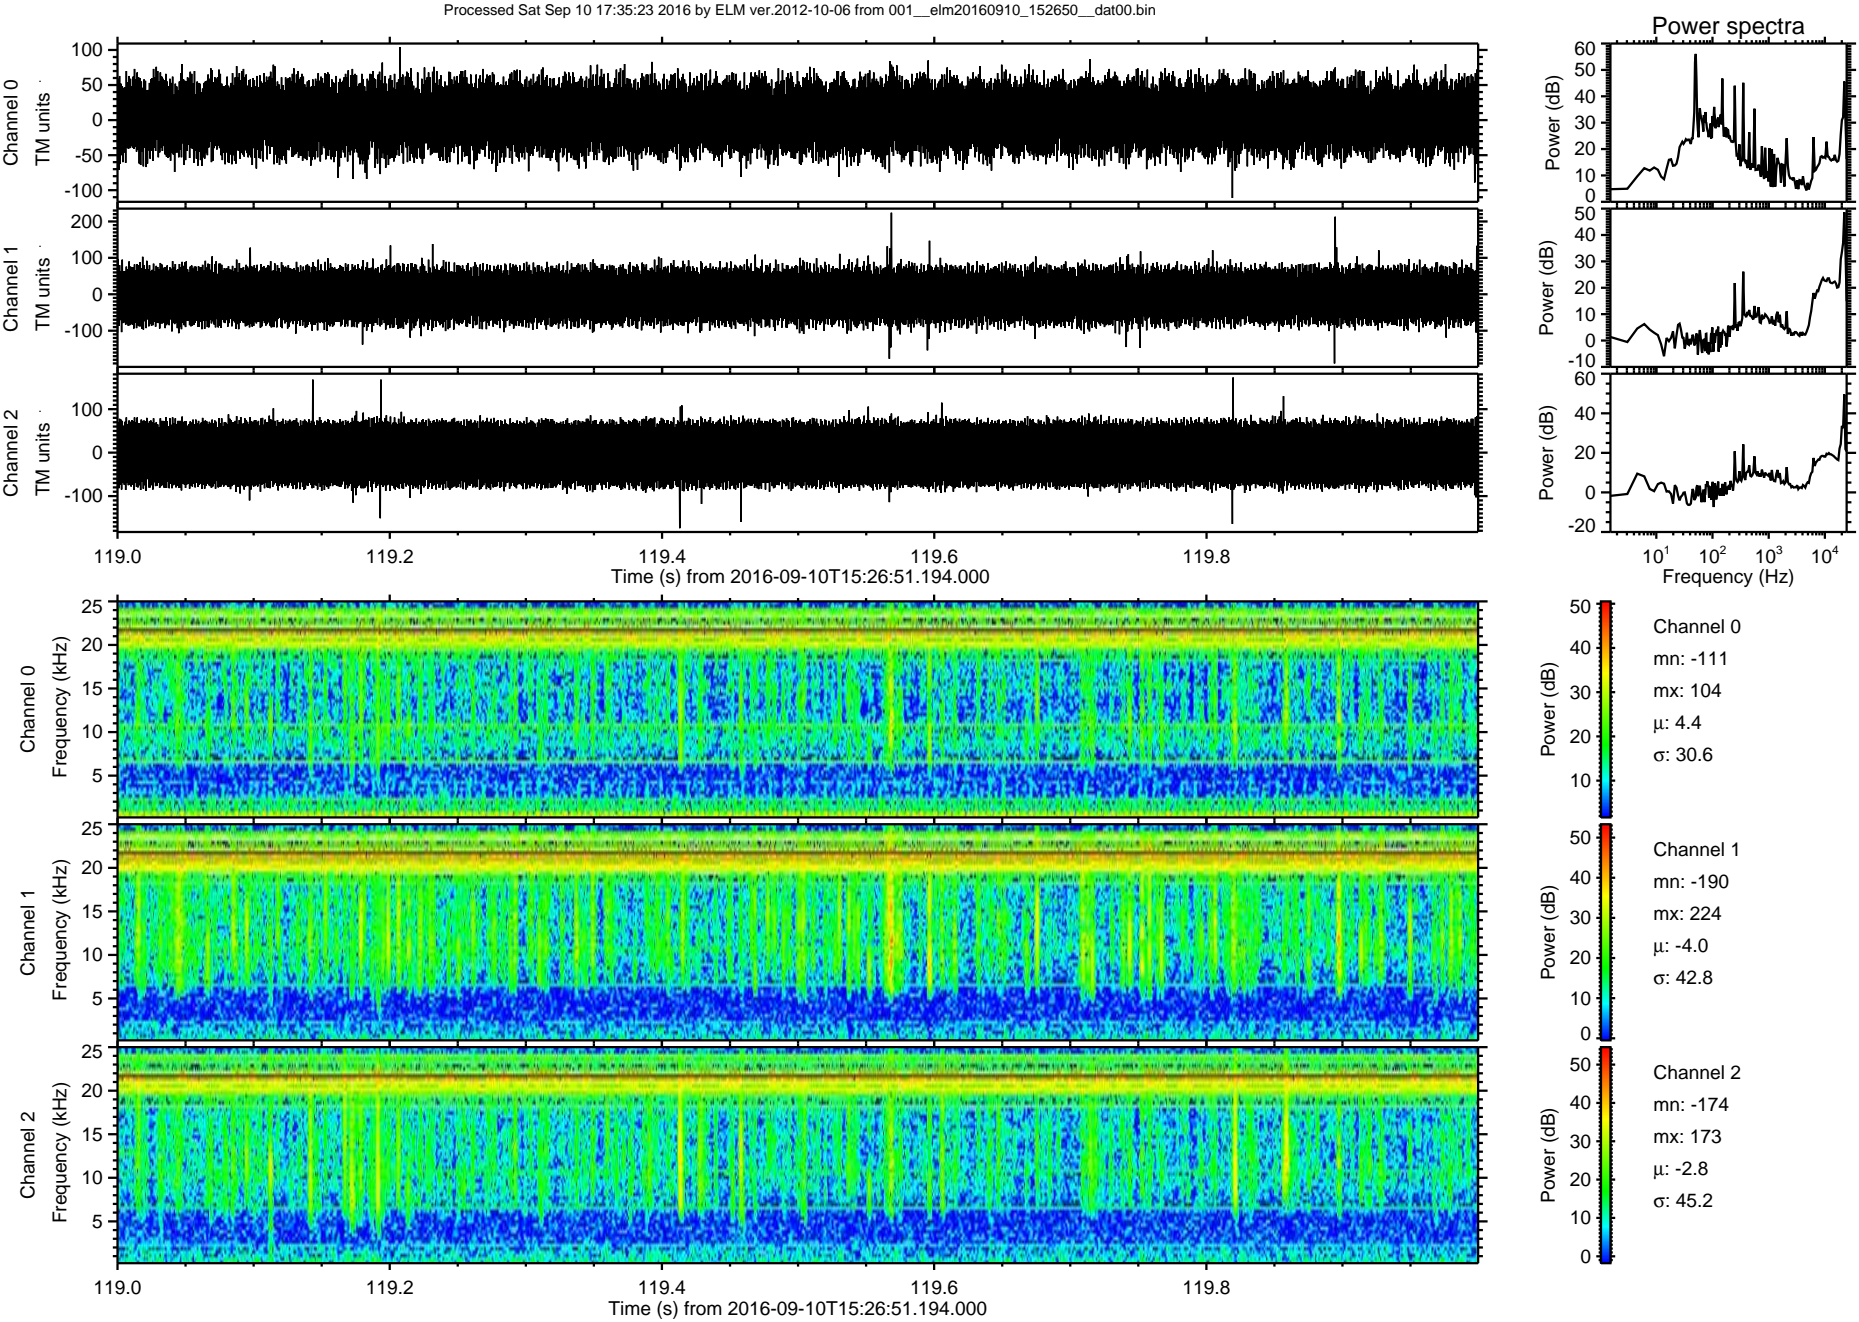 Processed Sat Sep 10 17:35:23 2016 by ELM ver.2012-10-06 from 001__elm20160910_152650__dat00.bin
Power spectra
Channel 0
TM units
100
50
0
-50
-100
Power (dB)
60
50
40
30
20
10
0
Channel 1
TM units
200
100
0
-100
Power (dB)
50
40
30
20
10
0
-10
Channel 2
TM units
100
0
-100
Power (dB)
60
40
20
0
-20
119.0 119.2 119.4 119.6 119.8
Time (s) from 2016-09-10T15:26:51.194.000
10¹ 10² 10³ 10⁴
Frequency (Hz)
Channel 0
Frequency (kHz)
25
20
15
10
5
Power (dB)
50
40
30
20
10
Channel 0
mn: -111
mx: 104
μ: 4.4
σ: 30.6
Channel 1
Frequency (kHz)
25
20
15
10
5
Power (dB)
50
40
30
20
10
0
Channel 1
mn: -190
mx: 224
μ: -4.0
σ: 42.8
Channel 2
Frequency (kHz)
25
20
15
10
5
Power (dB)
50
40
30
20
10
0
Channel 2
mn: -174
mx: 173
μ: -2.8
σ: 45.2
119.0 119.2 119.4 119.6 119.8
Time (s) from 2016-09-10T15:26:51.194.000